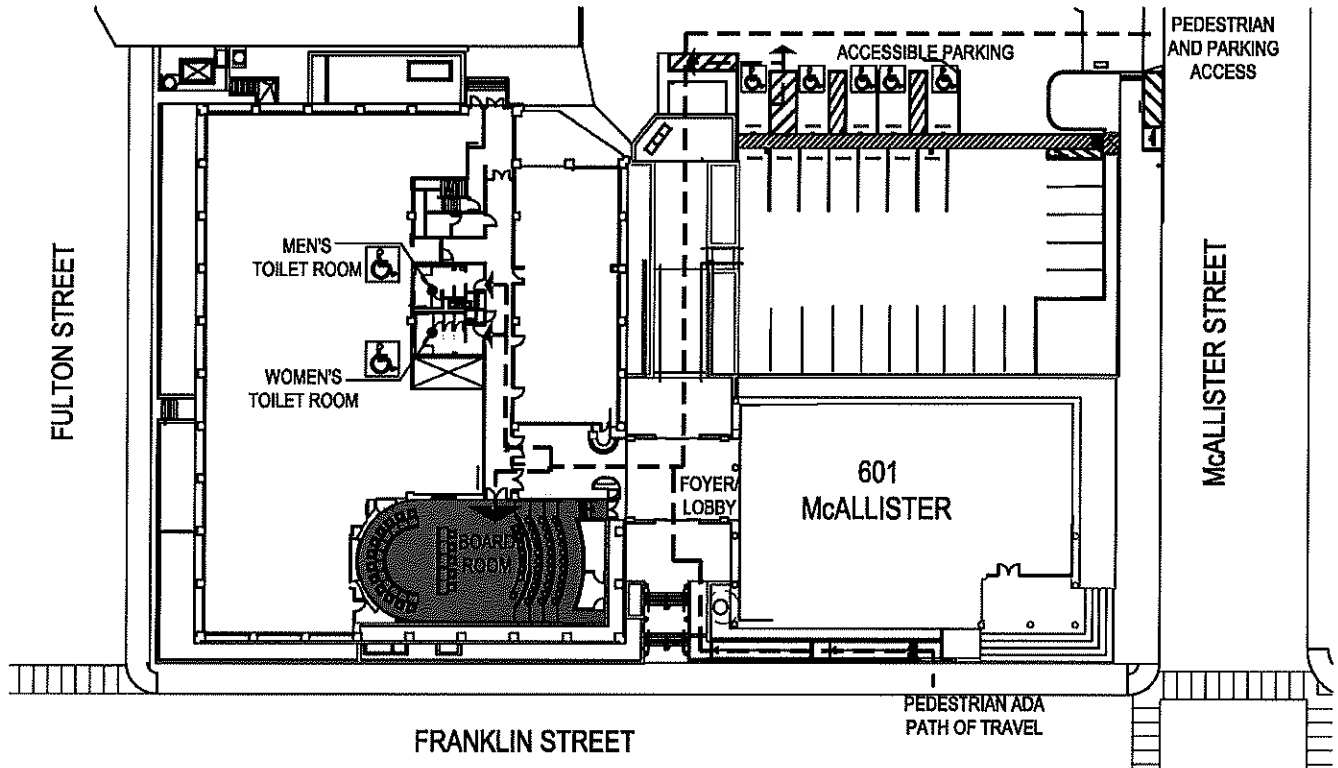 PEDESTRIAN
AND PARKING
ACCESS
ACCESSIBLE PARKING
MEN'S
TOILET ROOM
WOMEN'S
TOILET ROOM
FULTON STREET
McALLISTER STREET
601
McALLISTER
FOYER/
LOBBY
BOARD
ROOM
PEDESTRIAN ADA
PATH OF TRAVEL
FRANKLIN STREET